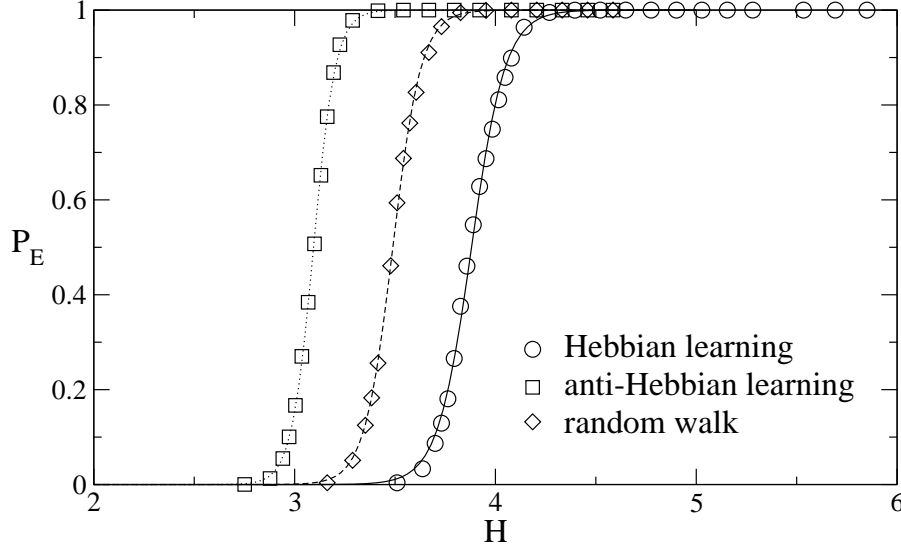 1
0.8
0.6
P_E
0.4
0.2
0
Hebbian learning
anti-Hebbian learning
random walk
2 3 4 5 6
H